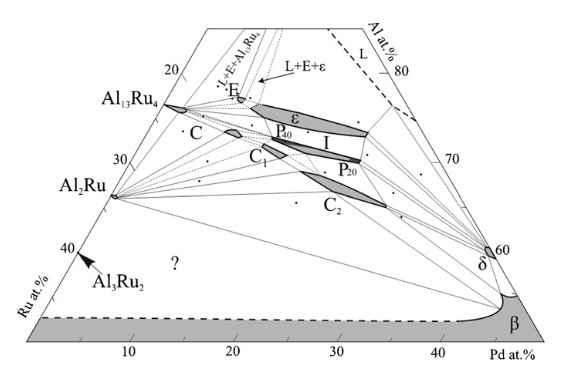 Al at.%
L+E+Al₁₃Ru₄
L
L+E+ε
20
80
E
Al₁₃Ru₄
ε
C
P₄₀
I
C₁
P₂₀
30
70
Al₂Ru
C₂
40
60
δ
?
Al₃Ru₂
Ru at.%
β
10
20
30
40
Pd at.%